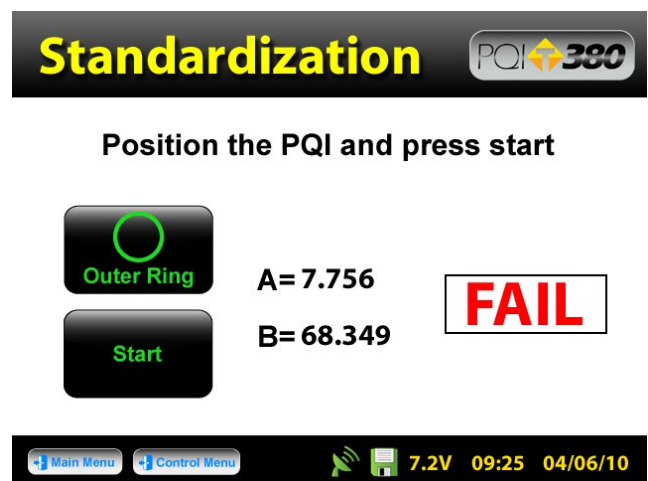 Standardization
PQI T 380
Position the PQI and press start
Outer Ring
A= 7.756
FAIL
B= 68.349
Start
Main Menu
Control Menu
7.2V 09:25 04/06/10